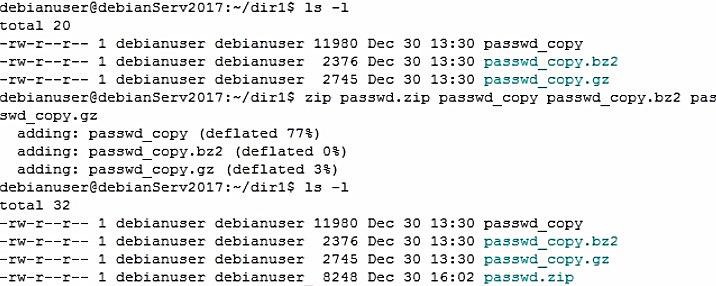 debianuser@debianServ2017:~/dir1$ ls -l
total 20
-rw-r--r-- 1 debianuser debianuser 11980 Dec 30 13:30 passwd_copy
-rw-r--r-- 1 debianuser debianuser  2376 Dec 30 13:30 passwd_copy.bz2
-rw-r--r-- 1 debianuser debianuser  2745 Dec 30 13:30 passwd_copy.gz
debianuser@debianServ2017:~/dir1$ zip passwd.zip passwd_copy passwd_copy.bz2 pas
swd_copy.gz
  adding: passwd_copy (deflated 77%)
  adding: passwd_copy.bz2 (deflated 0%)
  adding: passwd_copy.gz (deflated 3%)
debianuser@debianServ2017:~/dir1$ ls -l
total 32
-rw-r--r-- 1 debianuser debianuser 11980 Dec 30 13:30 passwd_copy
-rw-r--r-- 1 debianuser debianuser  2376 Dec 30 13:30 passwd_copy.bz2
-rw-r--r-- 1 debianuser debianuser  2745 Dec 30 13:30 passwd_copy.gz
-rw-r--r-- 1 debianuser debianuser  8248 Dec 30 16:02 passwd.zip